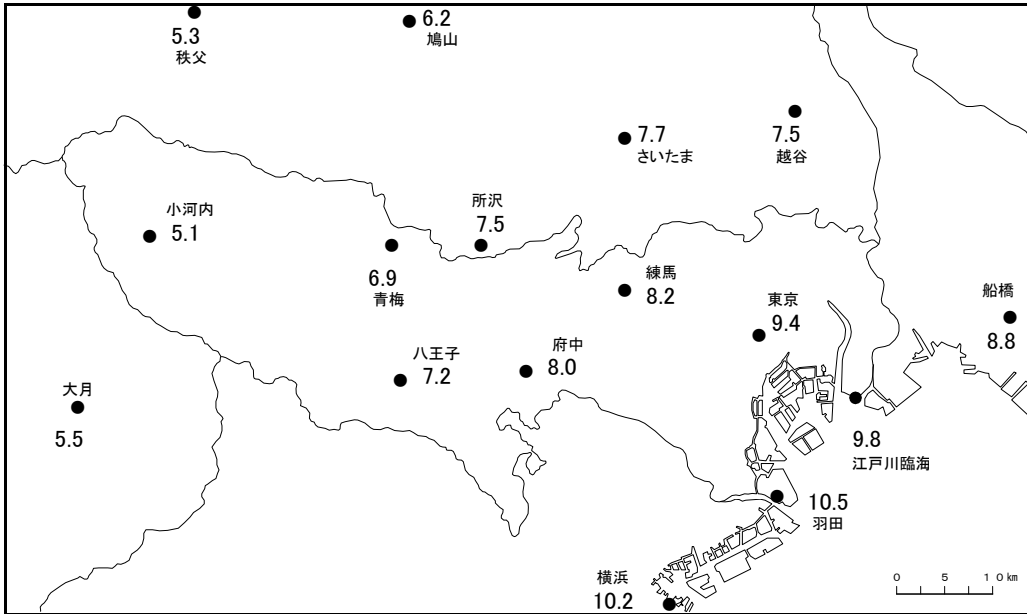 5.3
秩父
6.2
鳩山
7.7
さいたま
7.5
越谷
小河内
5.1
所沢
7.5
6.9
青梅
練馬
8.2
東京
9.4
船橋
8.8
八王子
7.2
府中
8.0
大月
5.5
9.8
江戸川臨海
10.5
羽田
横浜
10.2
0 5 10km